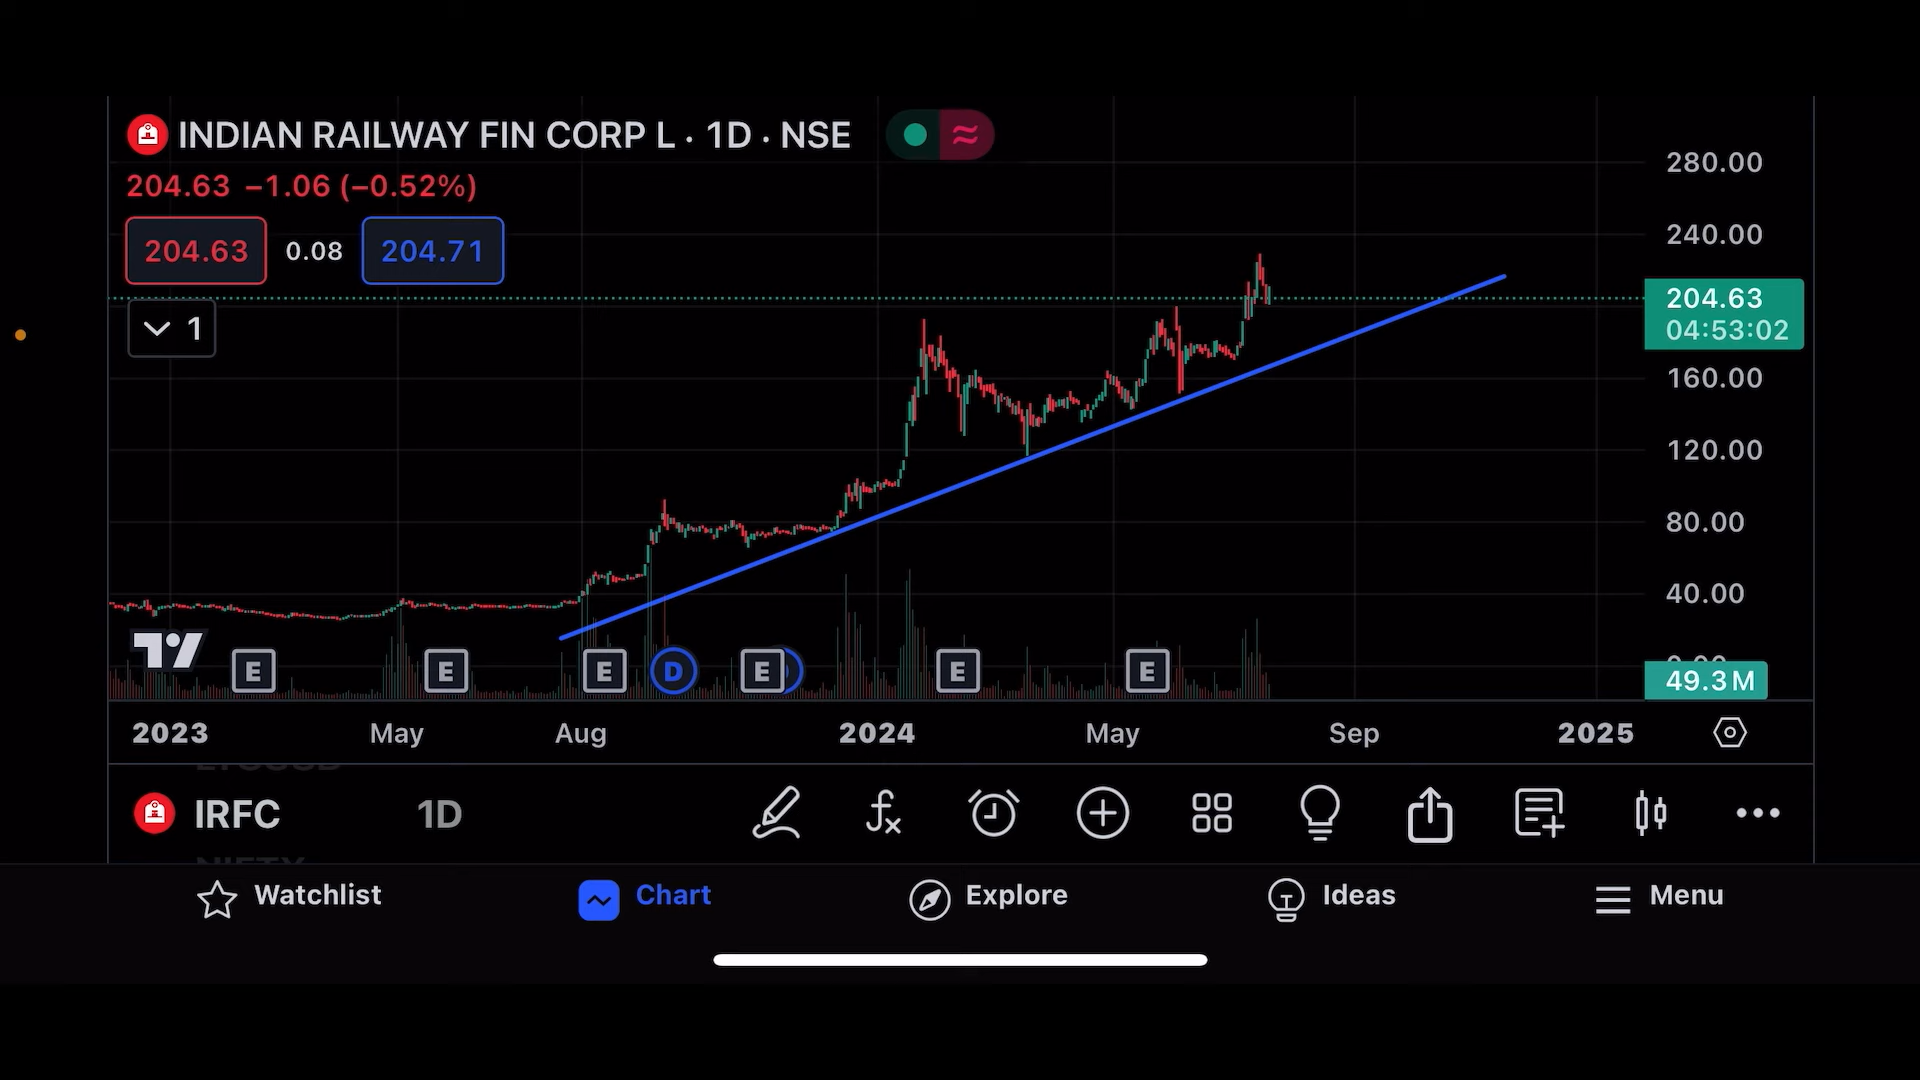 INDIAN RAILWAY FIN CORP L · 1D · NSE
204.63 −1.06 (−0.52%)
204.63 0.08 204.71
1
280.00
240.00
204.63
04:53:02
160.00
120.00
80.00
40.00
49.3 M
E E E D E E E
2023 May Aug 2024 May Sep 2025
IRFC 1D
Watchlist Chart Explore Ideas Menu